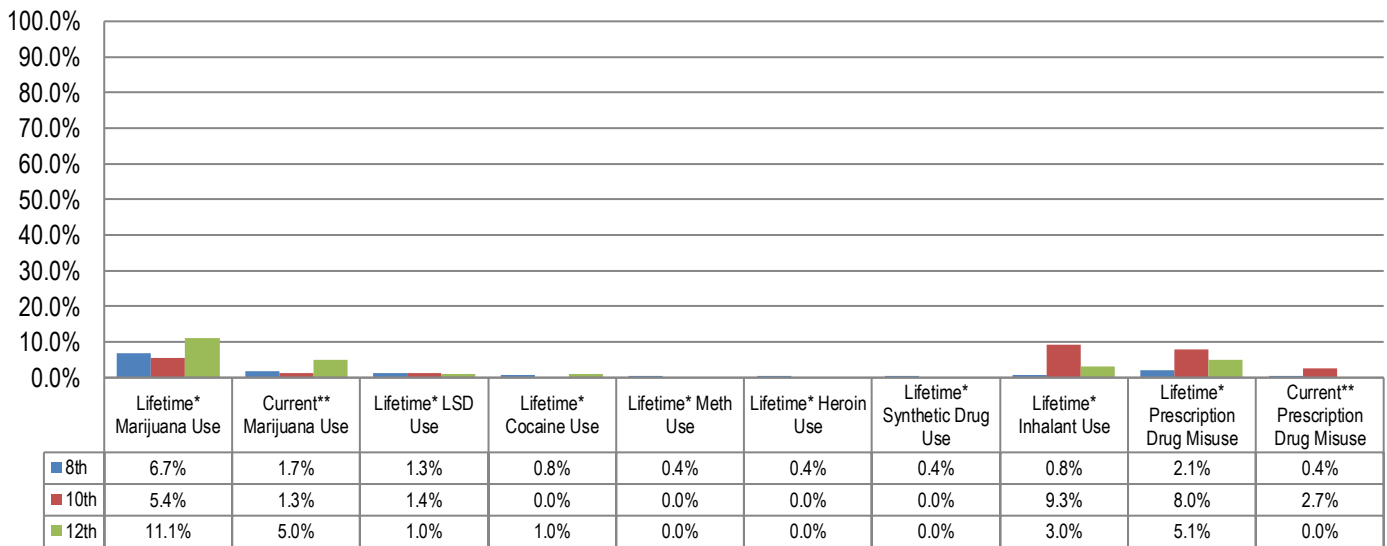 100.0%
90.0%
80.0%
70.0%
60.0%
50.0%
40.0%
30.0%
20.0%
10.0%
0.0%
Lifetime* Marijuana Use
Current** Marijuana Use
Lifetime* LSD Use
Lifetime* Cocaine Use
Lifetime* Meth Use
Lifetime* Heroin Use
Lifetime* Synthetic Drug Use
Lifetime* Inhalant Use
Lifetime* Prescription Drug Misuse
Current** Prescription Drug Misuse
8th 6.7% 1.7% 1.3% 0.8% 0.4% 0.4% 0.4% 0.8% 2.1% 0.4%
10th 5.4% 1.3% 1.4% 0.0% 0.0% 0.0% 0.0% 9.3% 8.0% 2.7%
12th 11.1% 5.0% 1.0% 1.0% 0.0% 0.0% 0.0% 3.0% 5.1% 0.0%